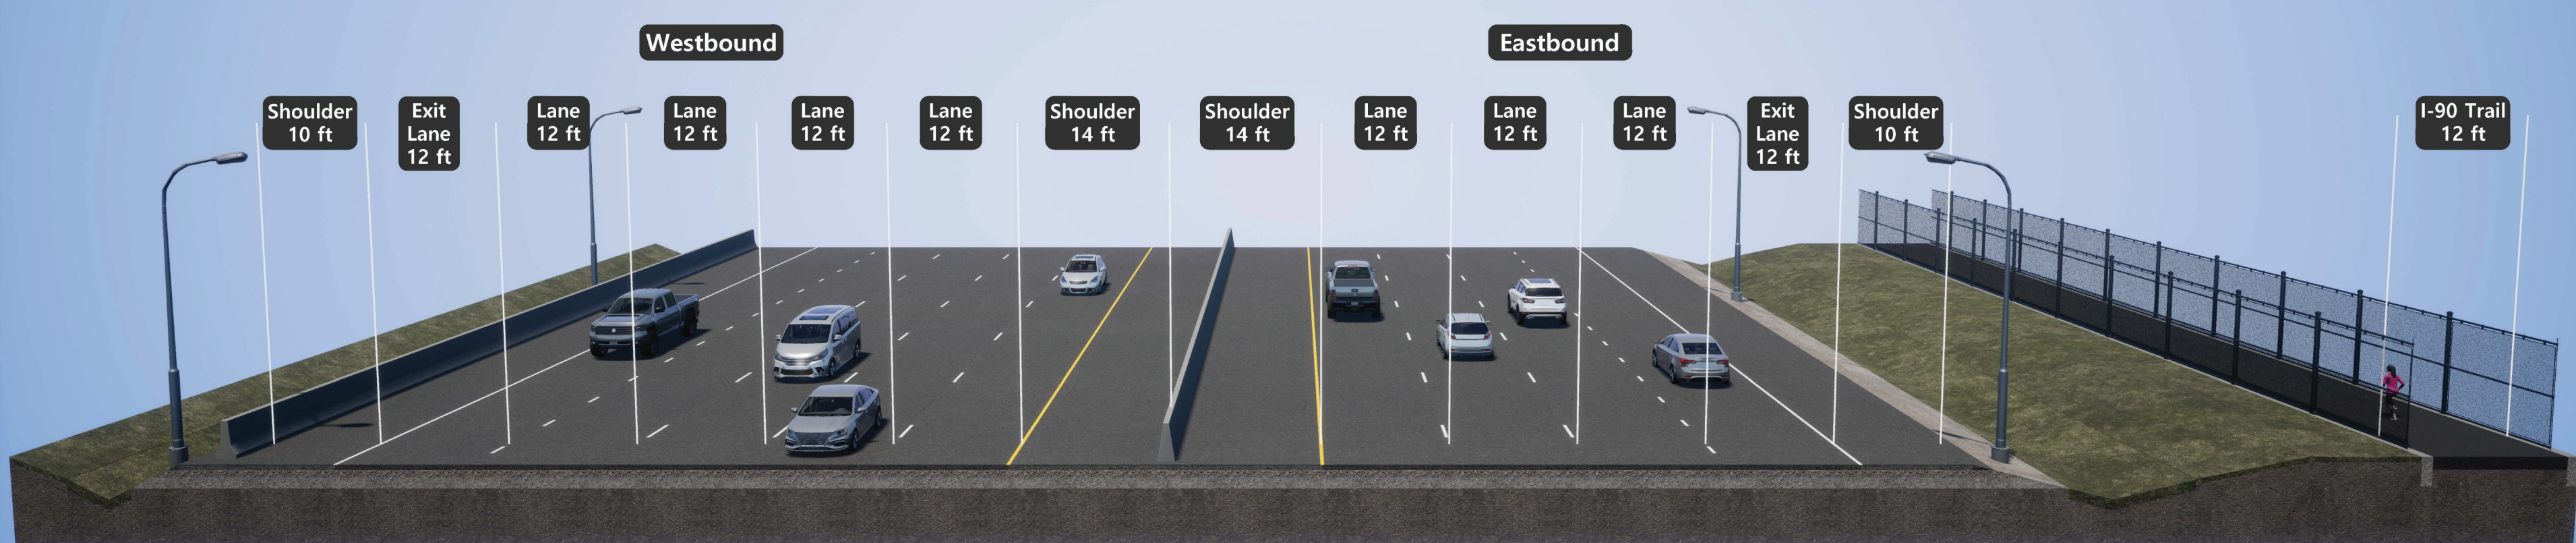 Westbound
Eastbound
Shoulder
10 ft
Exit
Lane
12 ft
Lane
12 ft
Lane
12 ft
Lane
12 ft
Lane
12 ft
Shoulder
14 ft
Shoulder
14 ft
Lane
12 ft
Lane
12 ft
Lane
12 ft
Exit
Lane
12 ft
Shoulder
10 ft
I-90 Trail
12 ft